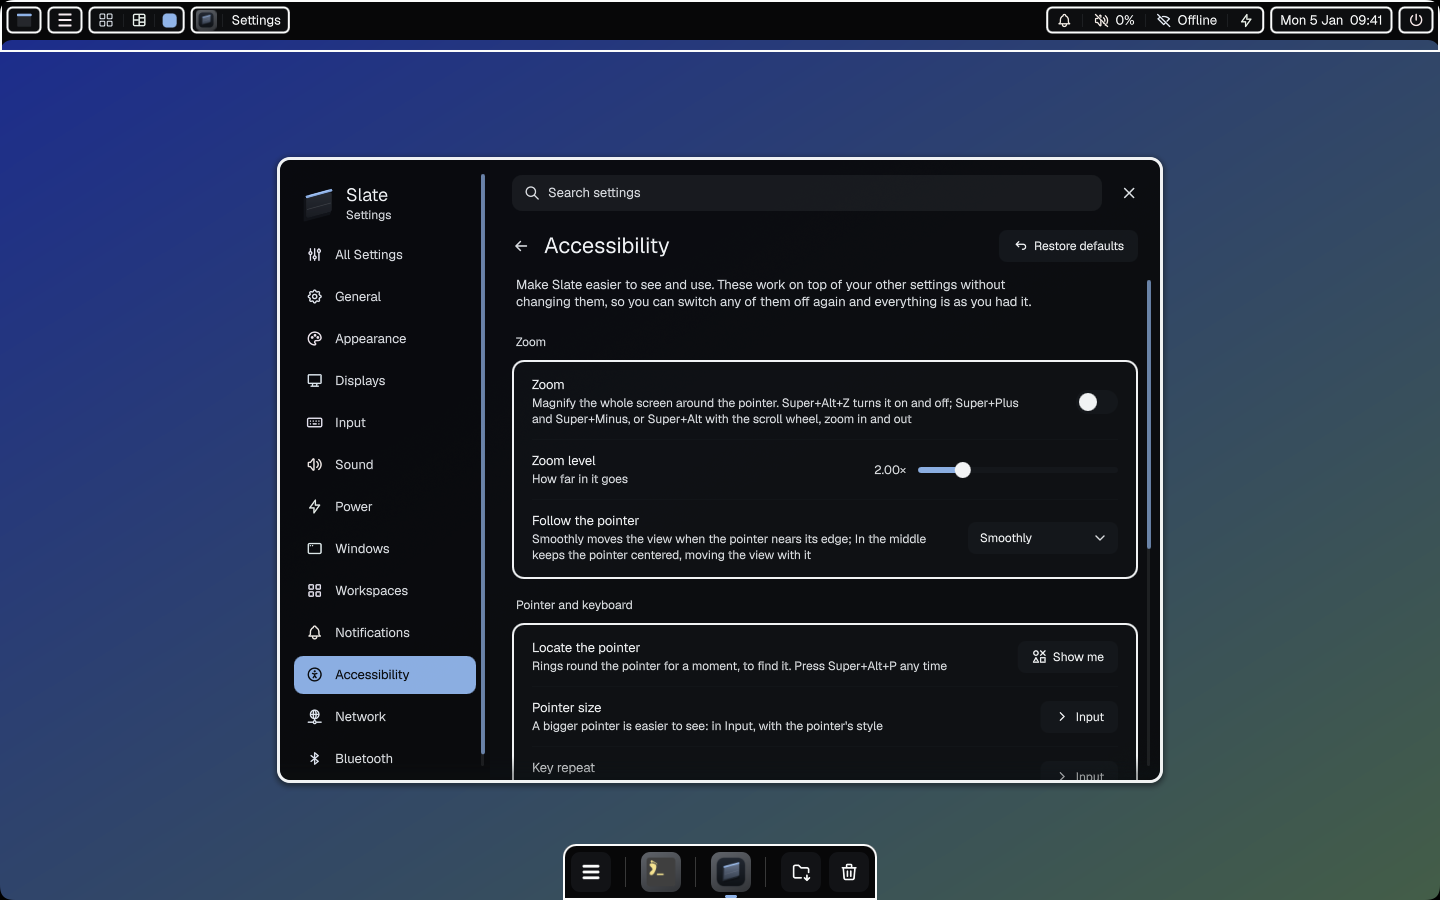 Settings
0%
Offline
Mon 5 Jan 09:41
Slate
Settings
All Settings
General
Appearance
Displays
Input
Sound
Power
Windows
Workspaces
Notifications
Accessibility
Network
Bluetooth
Search settings
Accessibility
Restore defaults
Make Slate easier to see and use. These work on top of your other settings without
changing them, so you can switch any of them off again and everything is as you had it.
Zoom
Zoom
Magnify the whole screen around the pointer. Super+Alt+Z turns it on and off; Super+Plus
and Super+Minus, or Super+Alt with the scroll wheel, zoom in and out
Zoom level
How far in it goes
2.00×
Follow the pointer
Smoothly moves the view when the pointer nears its edge; In the middle
keeps the pointer centered, moving the view with it
Smoothly
Pointer and keyboard
Locate the pointer
Rings round the pointer for a moment, to find it. Press Super+Alt+P any time
Show me
Pointer size
A bigger pointer is easier to see: in Input, with the pointer's style
Input
Key repeat
Input